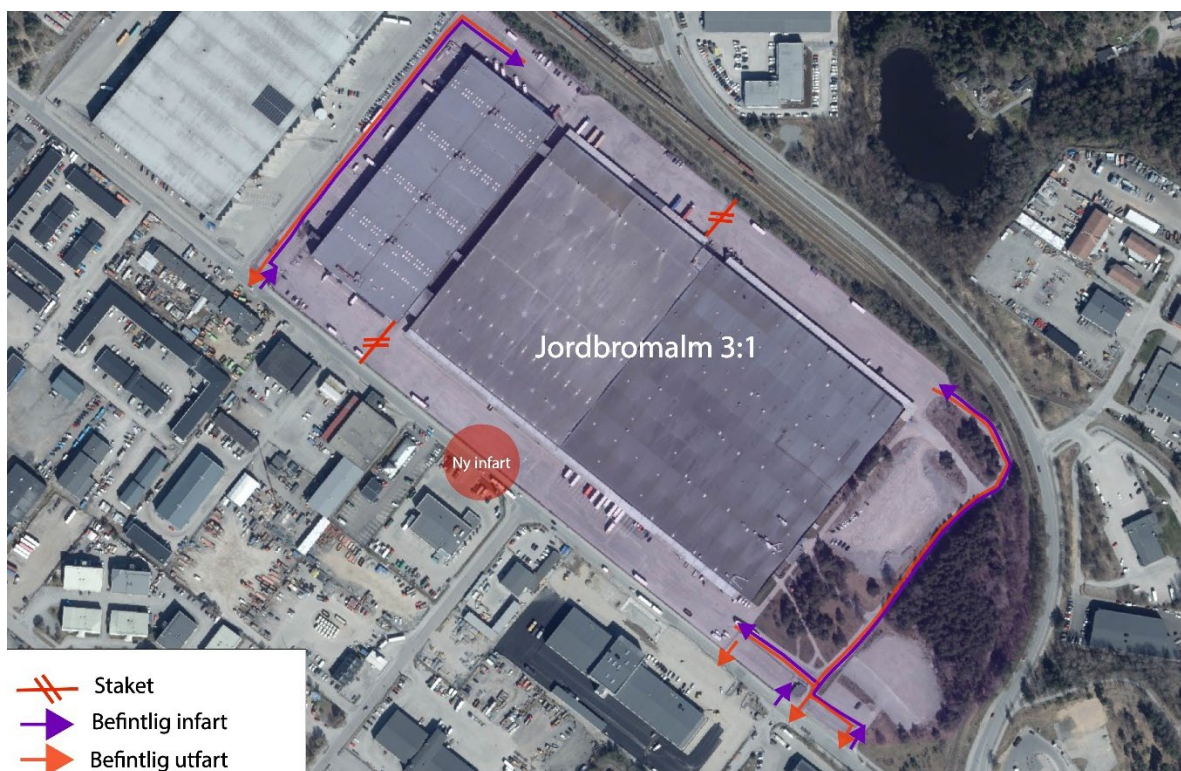 Jordbromalm 3:1
Ny infart
Staket
Befintlig infart
Befintlig utfart